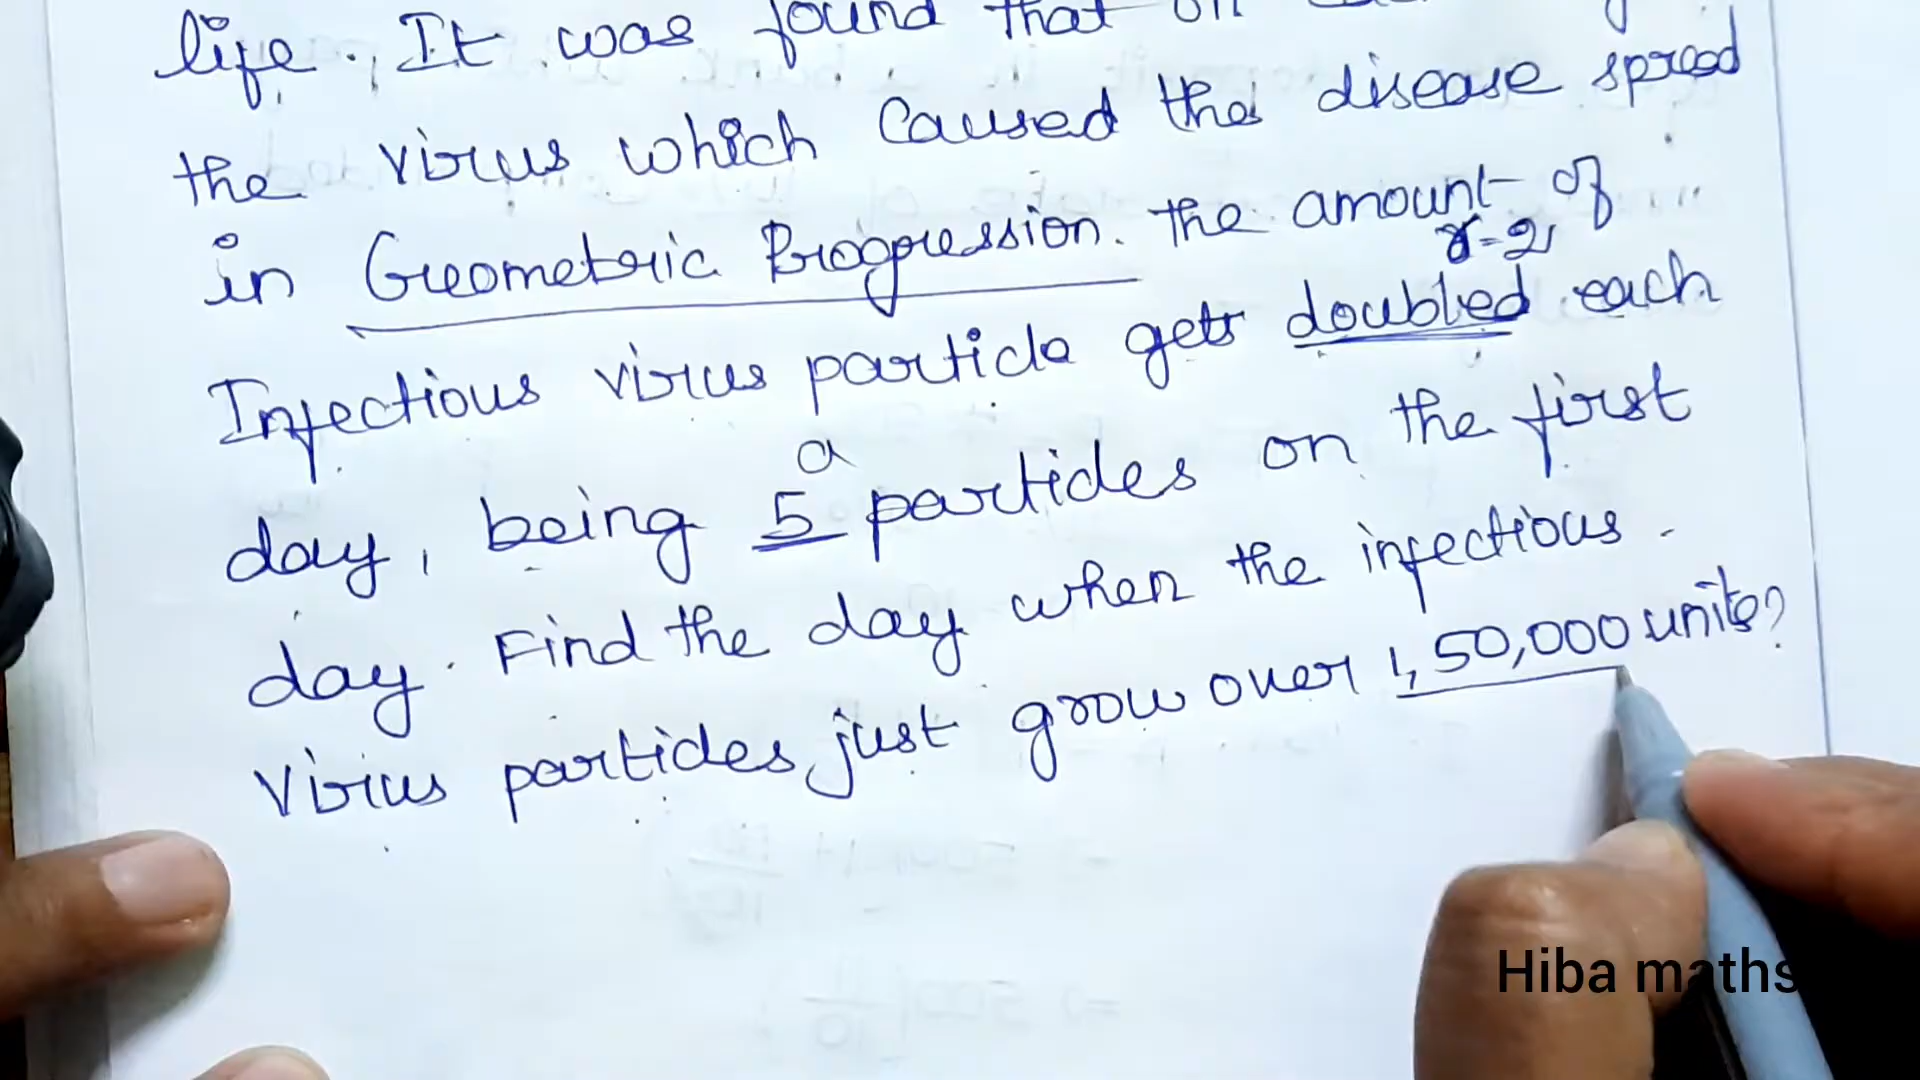 life. It was found that on
the virus which caused the disease spread
in Geometric Progression. The amount of
r=2
Infectious virus particle gets doubled each
a
day, being 5 particles on the first
day. Find the day when the infectious
virus particles just grow over 1,50,000 units?
Hiba maths